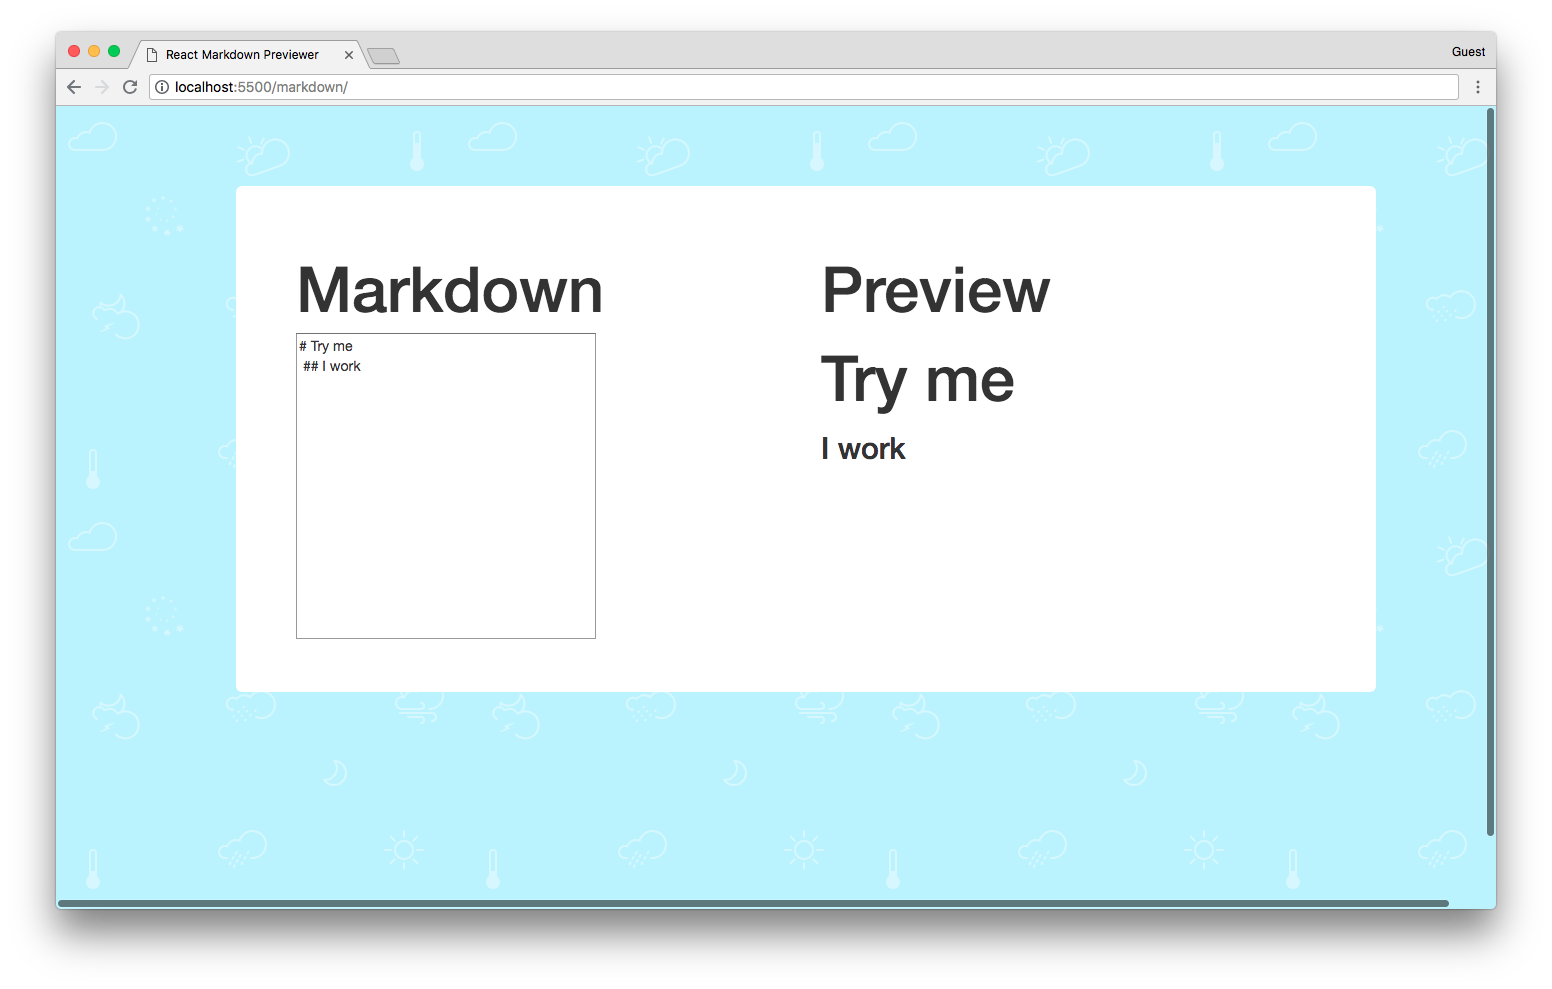 React Markdown Previewer
Guest
localhost:5500/markdown/
Markdown
# Try me
## I work
Preview
Try me
I work